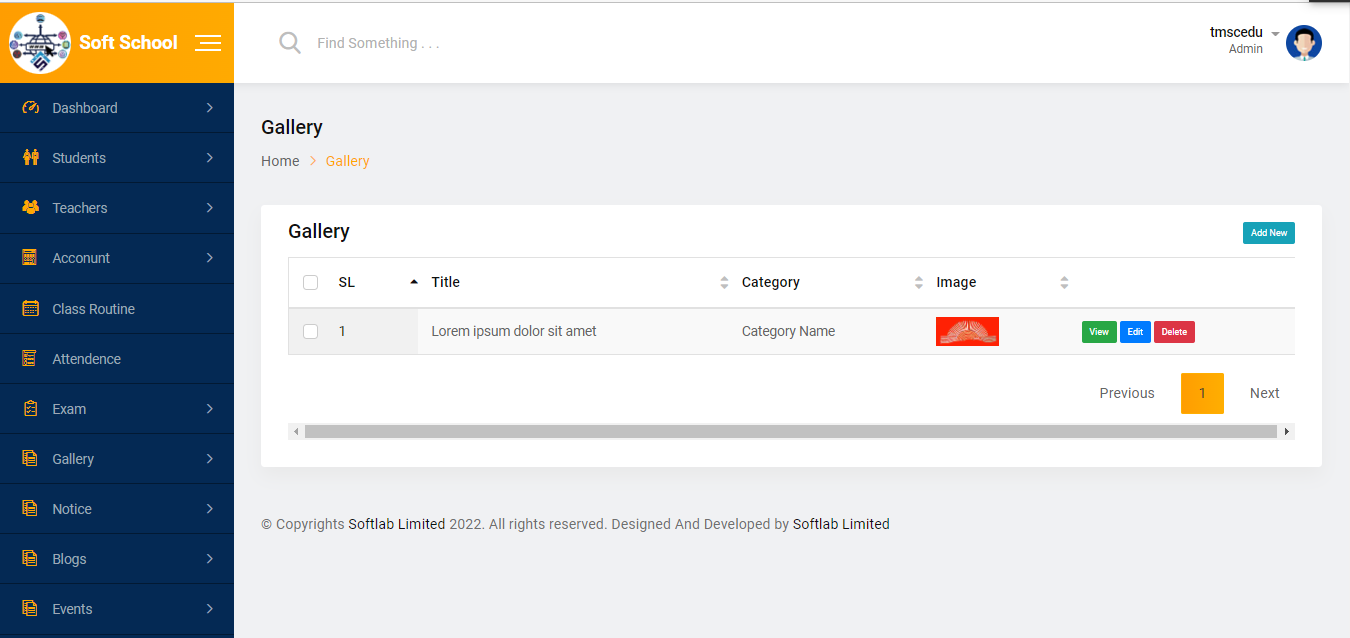 Soft School
Find Something . . .
tmscedu
Admin
Dashboard
Students
Teachers
Acconunt
Class Routine
Attendence
Exam
Gallery
Notice
Blogs
Events
Gallery
Home > Gallery
Gallery
Add New
SL Title Category Image
1 Lorem ipsum dolor sit amet Category Name View Edit Delete
Previous 1 Next
© Copyrights Softlab Limited 2022. All rights reserved. Designed And Developed by Softlab Limited